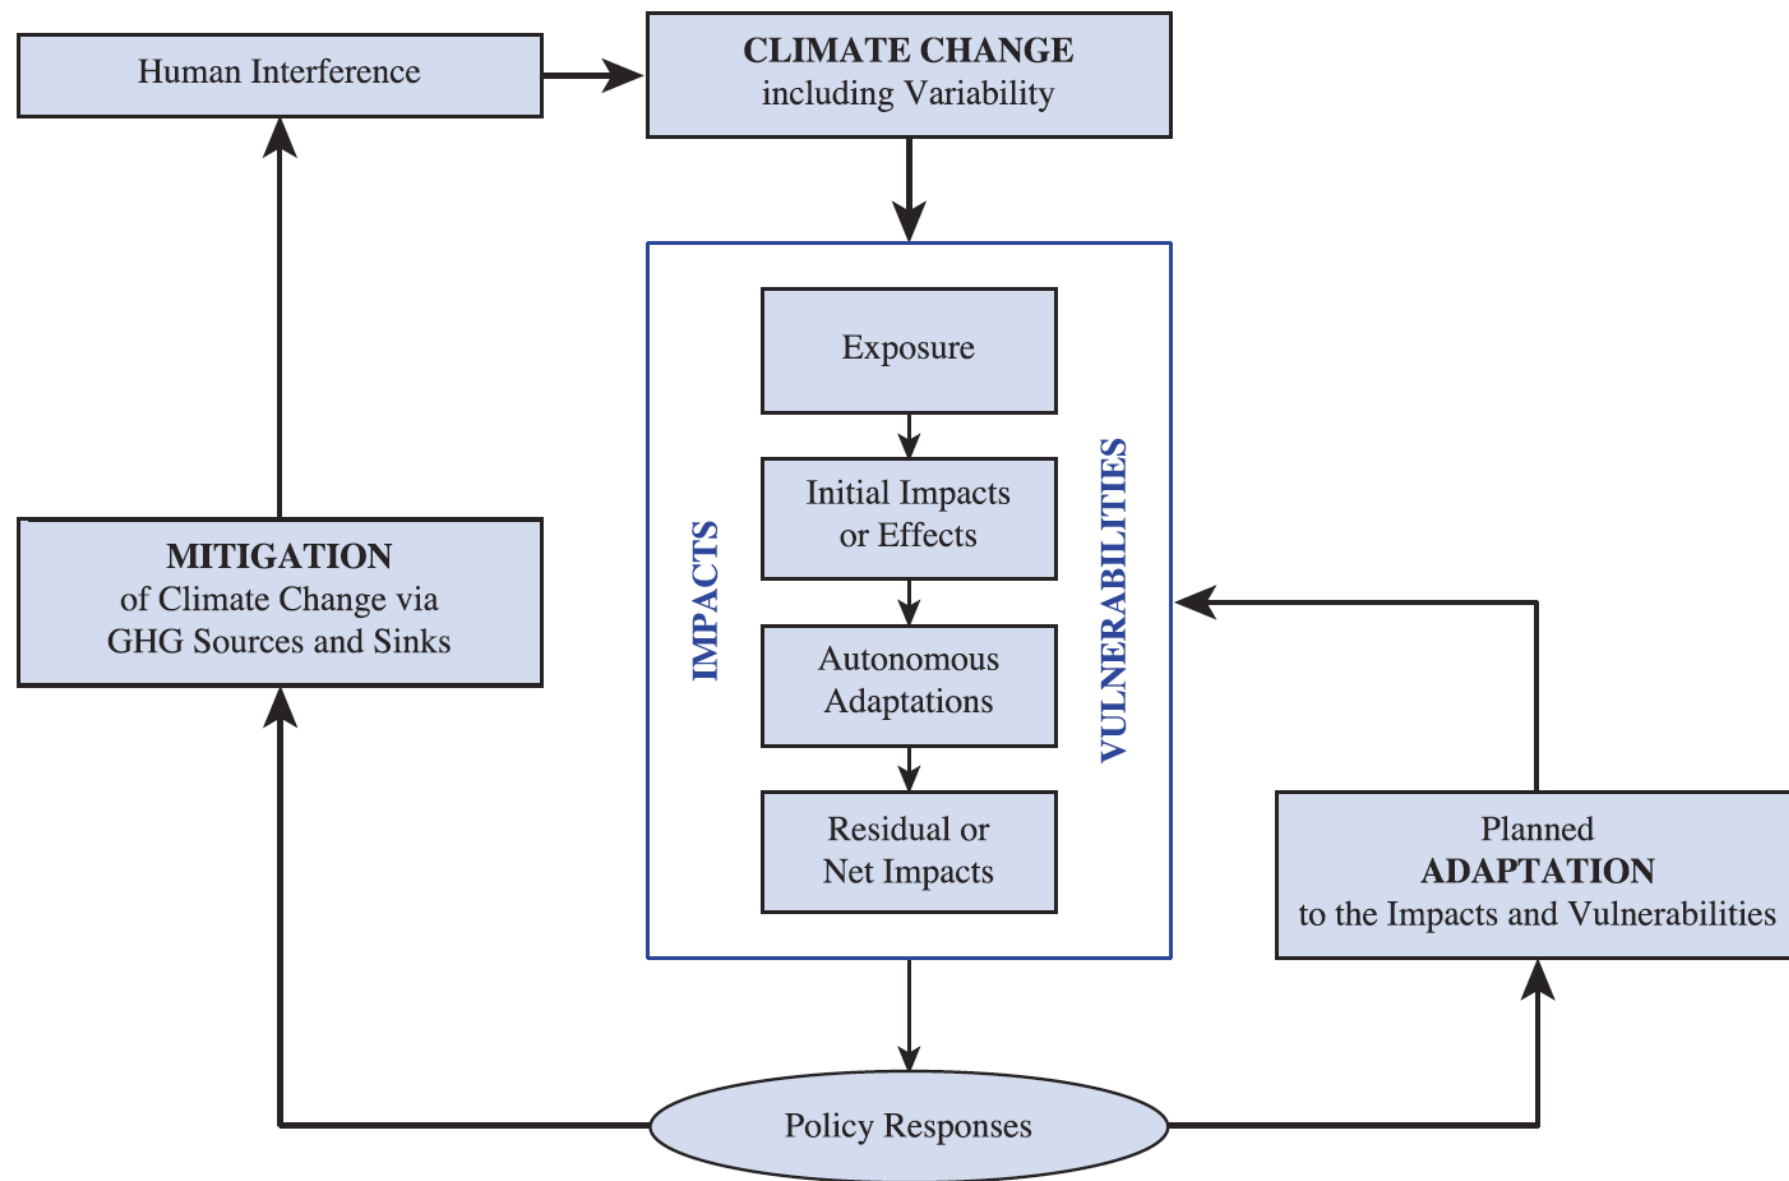 Human Interference
CLIMATE CHANGE
including Variability
Exposure
Initial Impacts
or Effects
IMPACTS
VULNERABILITIES
MITIGATION
of Climate Change via
GHG Sources and Sinks
Autonomous
Adaptations
Residual or
Net Impacts
Planned
ADAPTATION
to the Impacts and Vulnerabilities
Policy Responses